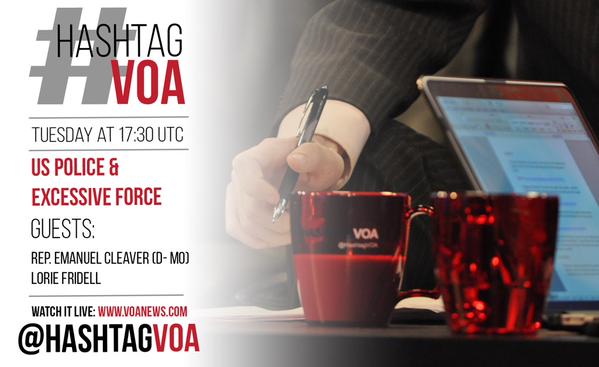 #
HASHTAG
VOA
TUESDAY AT 17:30 UTC
US POLICE &
EXCESSIVE FORCE
GUESTS:
REP. EMANUEL CLEAVER (D- MO)
LORIE FRIDELL
WATCH IT LIVE: WWW.VOANEWS.COM
@HASHTAGVOA
VOA
@HashtagVOA